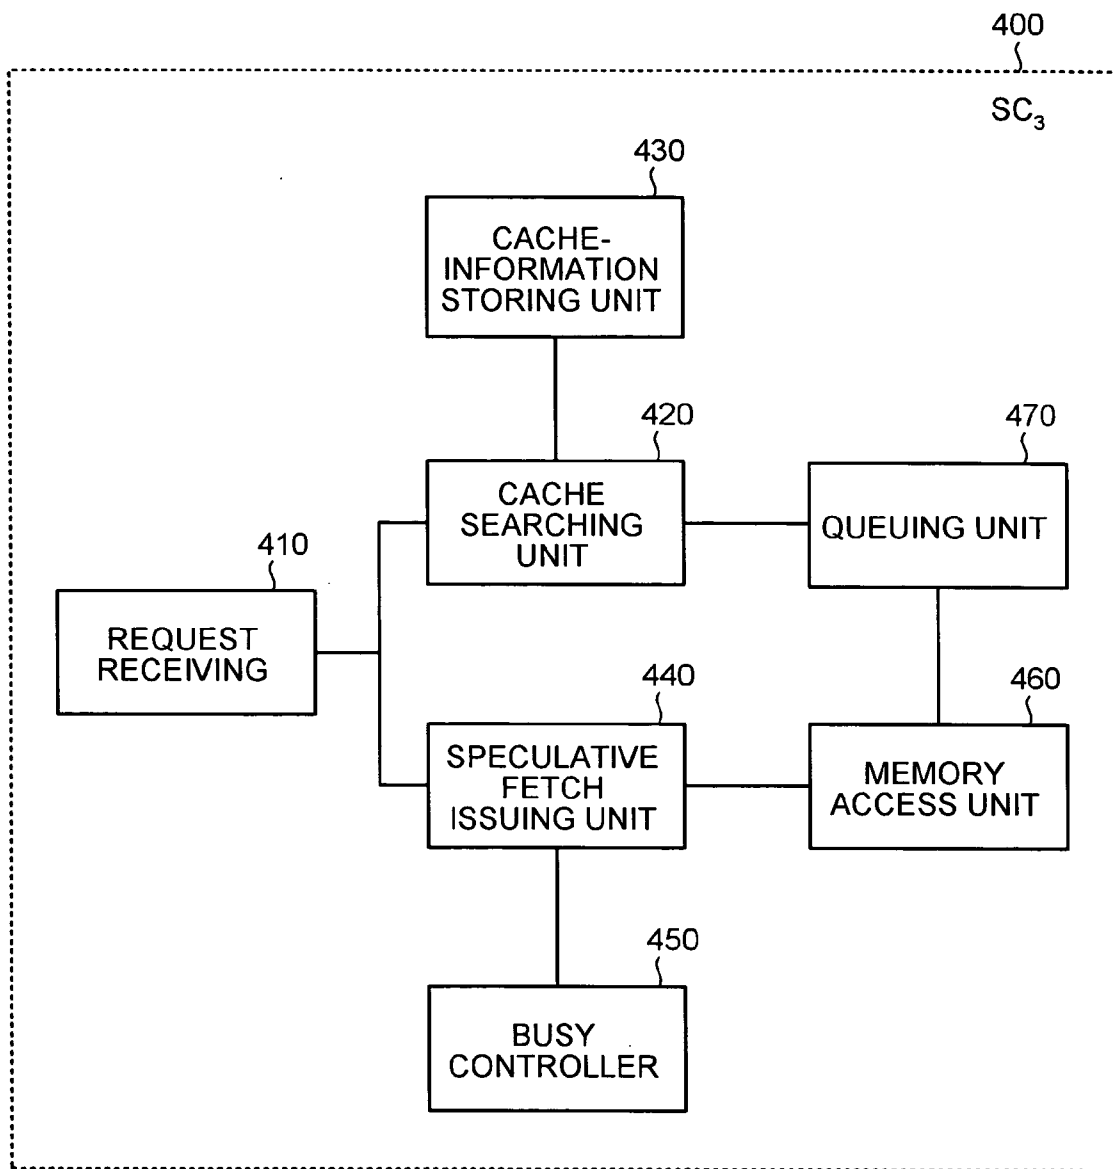 400
SC₃
430
CACHE-
INFORMATION
STORING UNIT
420
CACHE
SEARCHING
UNIT
470
QUEUING UNIT
410
REQUEST
RECEIVING
440
SPECULATIVE
FETCH
ISSUING UNIT
460
MEMORY
ACCESS UNIT
450
BUSY
CONTROLLER